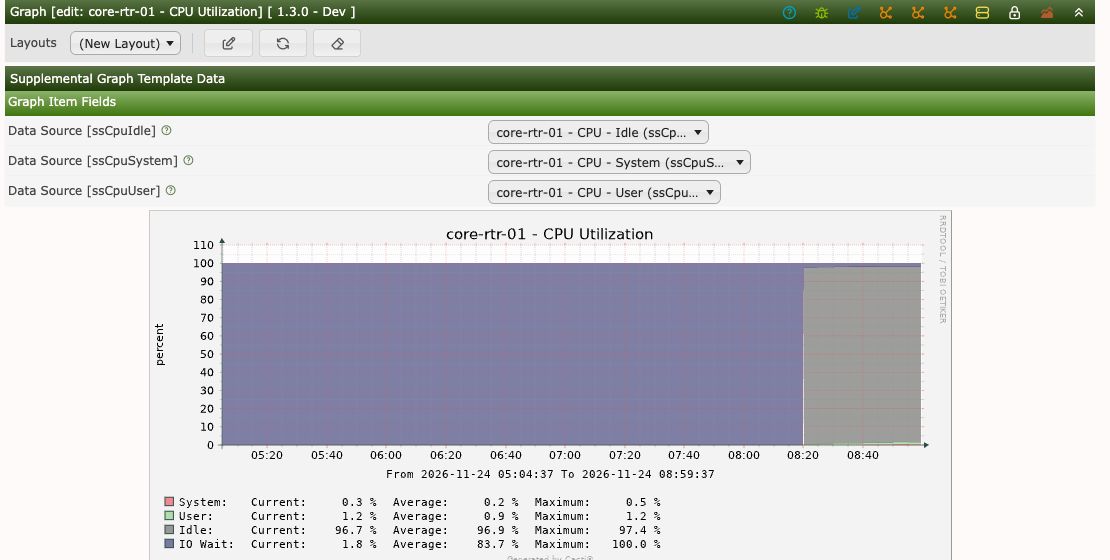 Graph [edit: core-rtr-01 - CPU Utilization] [ 1.3.0 - Dev ]
Layouts (New Layout)
Supplemental Graph Template Data
Graph Item Fields
Data Source [ssCpuIdle] core-rtr-01 - CPU - Idle (ssCp...
Data Source [ssCpuSystem] core-rtr-01 - CPU - System (ssCpuS...
Data Source [ssCpuUser] core-rtr-01 - CPU - User (ssCpu...
core-rtr-01 - CPU Utilization
RRDTOOL / TOBI OETIKER
percent
110
100
90
80
70
60
50
40
30
20
10
0
05:20 05:40 06:00 06:20 06:40 07:00 07:20 07:40 08:00 08:20 08:40
From 2026-11-24 05:04:37 To 2026-11-24 08:59:37
System: Current: 0.3 % Average: 0.2 % Maximum: 0.5 %
User: Current: 1.2 % Average: 0.9 % Maximum: 1.2 %
Idle: Current: 96.7 % Average: 96.9 % Maximum: 97.4 %
IO Wait: Current: 1.8 % Average: 83.7 % Maximum: 100.0 %
Generated by Cacti®